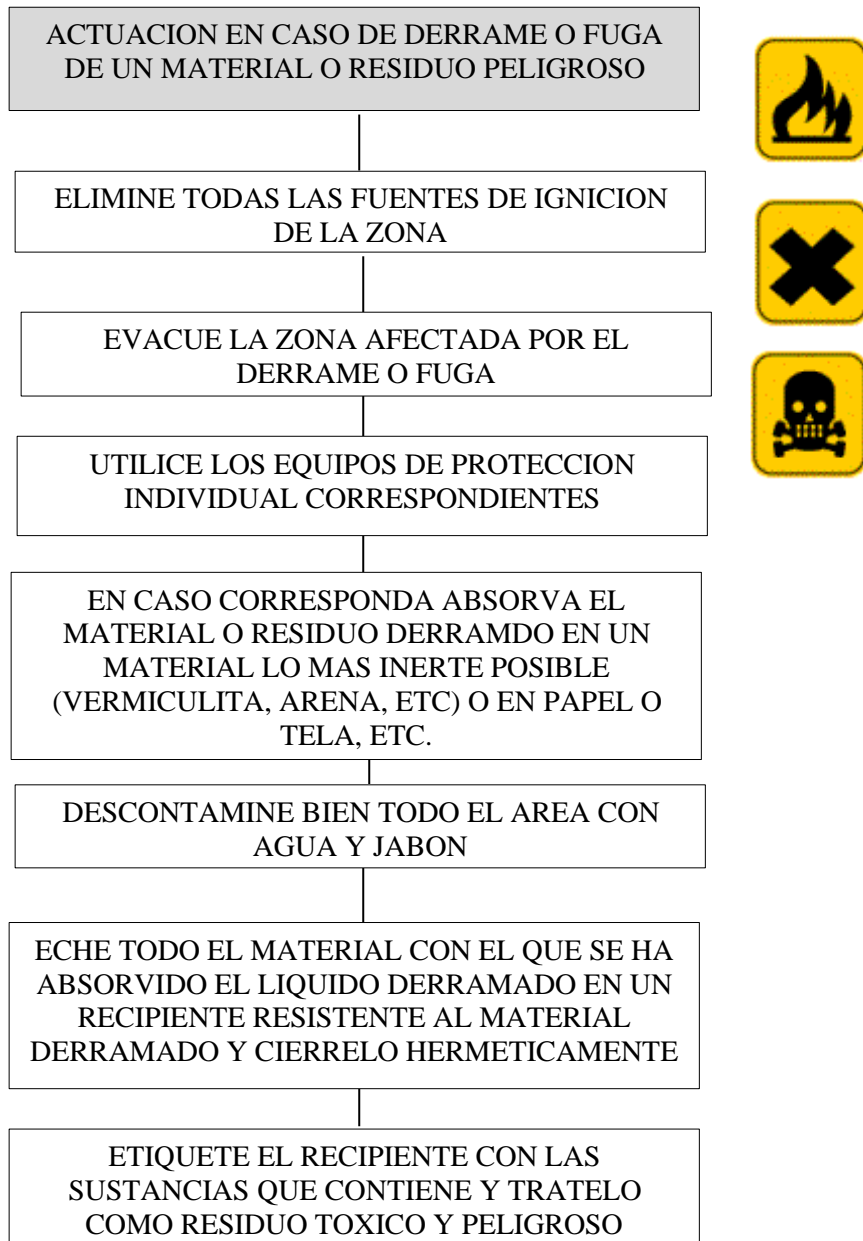 ACTUACION EN CASO DE DERRAME O FUGA
DE UN MATERIAL O RESIDUO PELIGROSO
ELIMINE TODAS LAS FUENTES DE IGNICION
DE LA ZONA
EVACUE LA ZONA AFECTADA POR EL
DERRAME O FUGA
UTILICE LOS EQUIPOS DE PROTECCION
INDIVIDUAL CORRESPONDIENTES
EN CASO CORRESPONDA ABSORVA EL
MATERIAL O RESIDUO DERRAMDO EN UN
MATERIAL LO MAS INERTE POSIBLE
(VERMICULITA, ARENA, ETC) O EN PAPEL O
TELA, ETC.
DESCONTAMINE BIEN TODO EL AREA CON
AGUA Y JABON
ECHE TODO EL MATERIAL CON EL QUE SE HA
ABSORVIDO EL LIQUIDO DERRAMADO EN UN
RECIPIENTE RESISTENTE AL MATERIAL
DERRAMADO Y CIERRELO HERMETICAMENTE
ETIQUETE EL RECIPIENTE CON LAS
SUSTANCIAS QUE CONTIENE Y TRATELO
COMO RESIDUO TOXICO Y PELIGROSO